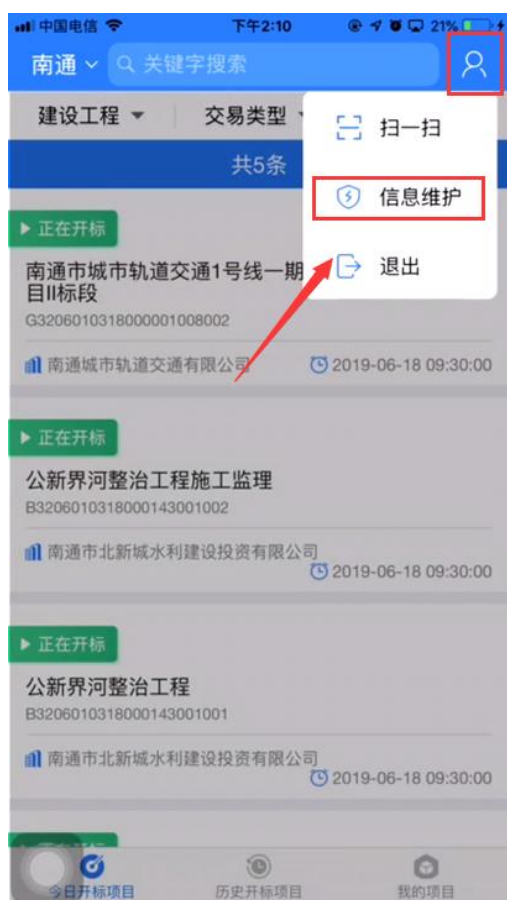 中国电信 下午2:10 21%
南通 关键字搜索
建设工程 交易类型
扫一扫
共5条
信息维护
退出
正在开标
南通市城市轨道交通1号线一期
目II标段
G3206010318000001008002
南通城市轨道交通有限公司 2019-06-18 09:30:00
正在开标
公新界河整治工程施工监理
B3206010318000143001002
南通市北新城水利建设投资有限公司
2019-06-18 09:30:00
正在开标
公新界河整治工程
B3206010318000143001001
南通市北新城水利建设投资有限公司
2019-06-18 09:30:00
今日开标项目 历史开标项目 我的项目